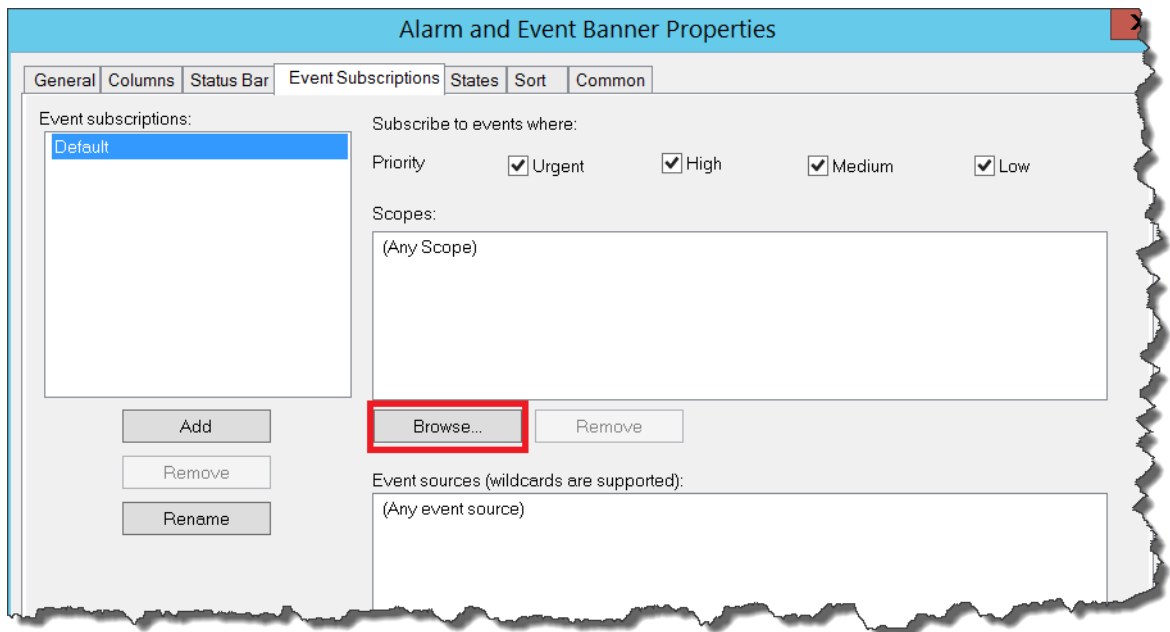 Alarm and Event Banner Properties
General Columns Status Bar Event Subscriptions States Sort Common
Event subscriptions:
Default
Add
Remove
Rename
Subscribe to events where:
Priority Urgent High Medium Low
Scopes:
(Any Scope)
Browse... Remove
Event sources (wildcards are supported):
(Any event source)